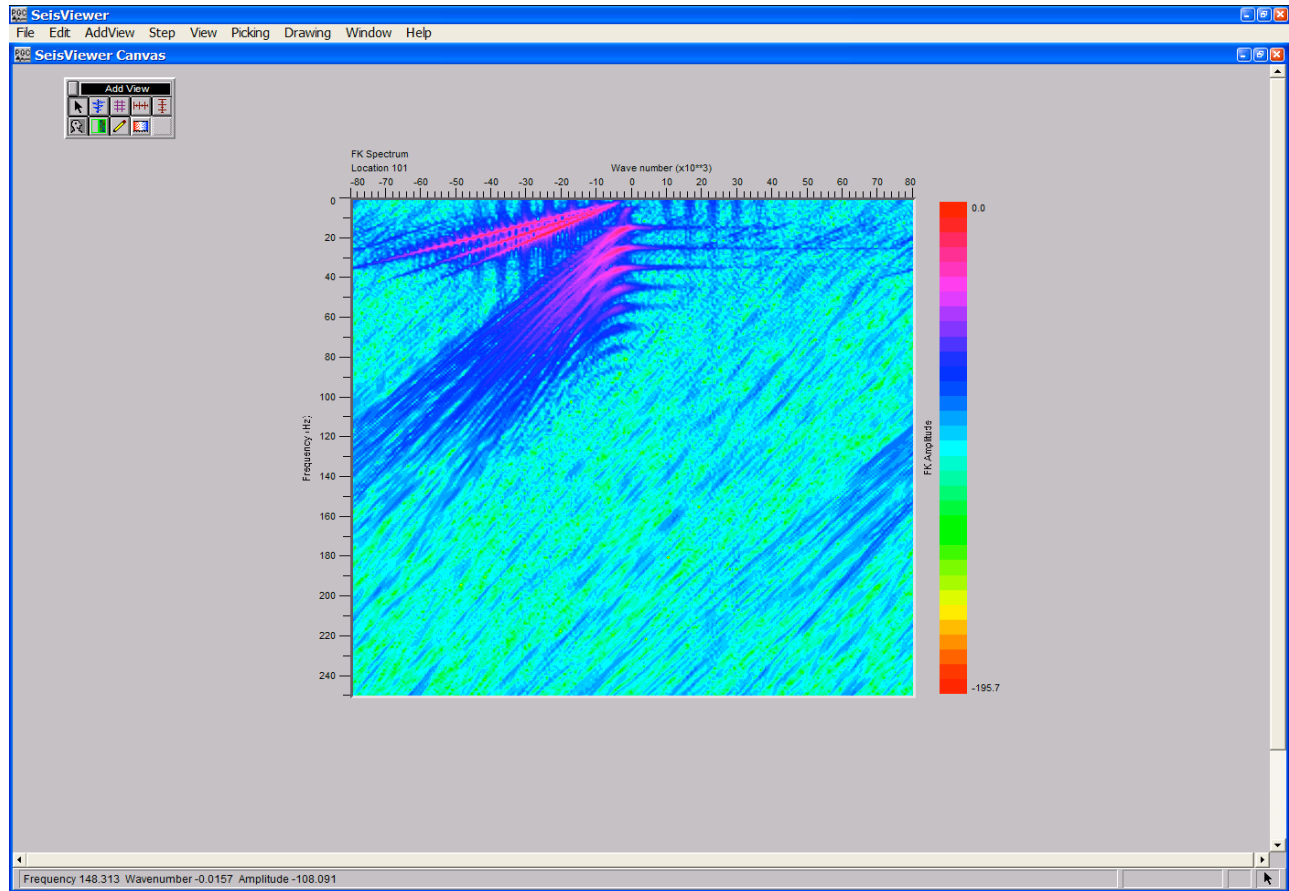 SeisViewer
File Edit AddView Step View Picking Drawing Window Help
SeisViewer Canvas
Add View
FK Spectrum
Location 101
Wave number (x10**3)
-80 -70 -60 -50 -40 -30 -20 -10 0 10 20 30 40 50 60 70 80
0
20
40
60
80
100
120
140
160
180
200
220
240
Frequency (Hz)
0.0
FK Amplitude
-195.7
Frequency 148.313 Wavenumber -0.0157 Amplitude -108.091